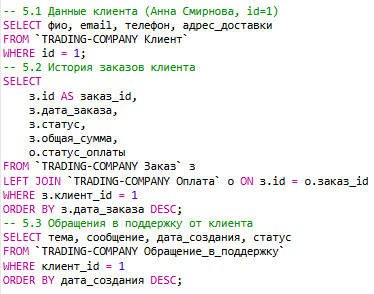 -- 5.1 Данные клиента (Анна Смирнова, id=1)
SELECT фио, email, телефон, адрес_доставки
FROM `TRADING-COMPANY Клиент`
WHERE id = 1;
-- 5.2 История заказов клиента
SELECT
    з.id AS заказ_id,
    з.дата_заказа,
    з.статус,
    з.общая_сумма,
    о.статус_оплаты
FROM `TRADING-COMPANY Заказ` з
LEFT JOIN `TRADING-COMPANY Оплата` о ON з.id = о.заказ_id
WHERE з.клиент_id = 1
ORDER BY з.дата_заказа DESC;
-- 5.3 Обращения в поддержку от клиента
SELECT тема, сообщение, дата_создания, статус
FROM `TRADING-COMPANY Обращение_в_поддержку`
WHERE клиент_id = 1
ORDER BY дата_создания DESC;